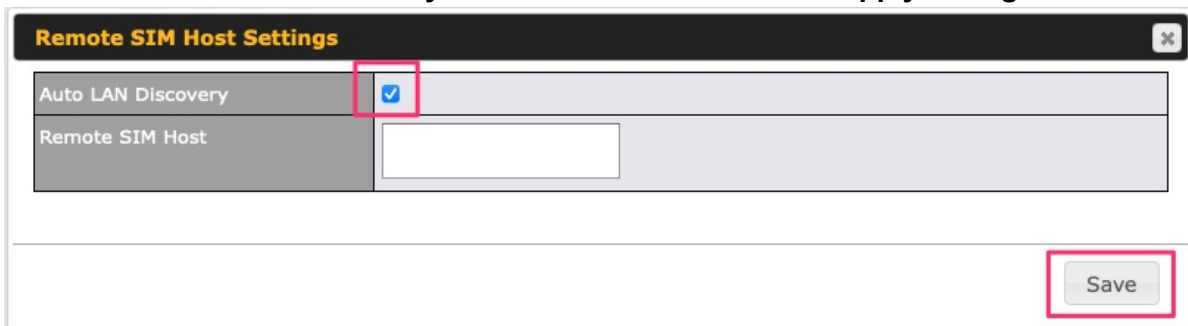 Remote SIM Host Settings
Auto LAN Discovery
Remote SIM Host
Save